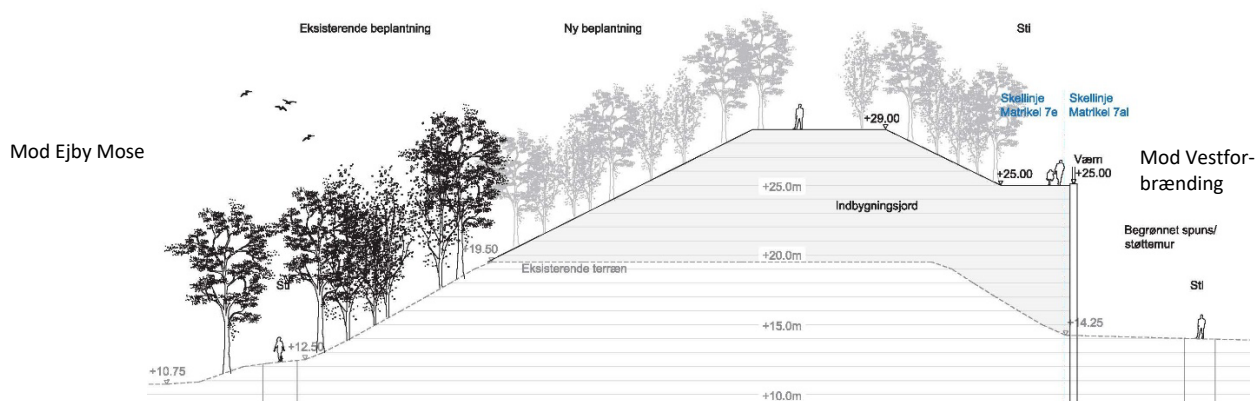 Eksisterende beplantning
Ny beplantning
Sti
Skellinje
Matrikel 7e
Skellinje
Matrikel 7al
+29.00
Mod Ejby Mose
Værn
+25.00
+25.00
Mod Vestfor-
brænding
+25.0m
Indbygningsjord
Begrønnet spuns/
støttemur
+19.50
+20.0m
Eksisterende terræn
Sti
Sti
+15.0m
+14.25
+12.50
+10.75
+10.0m